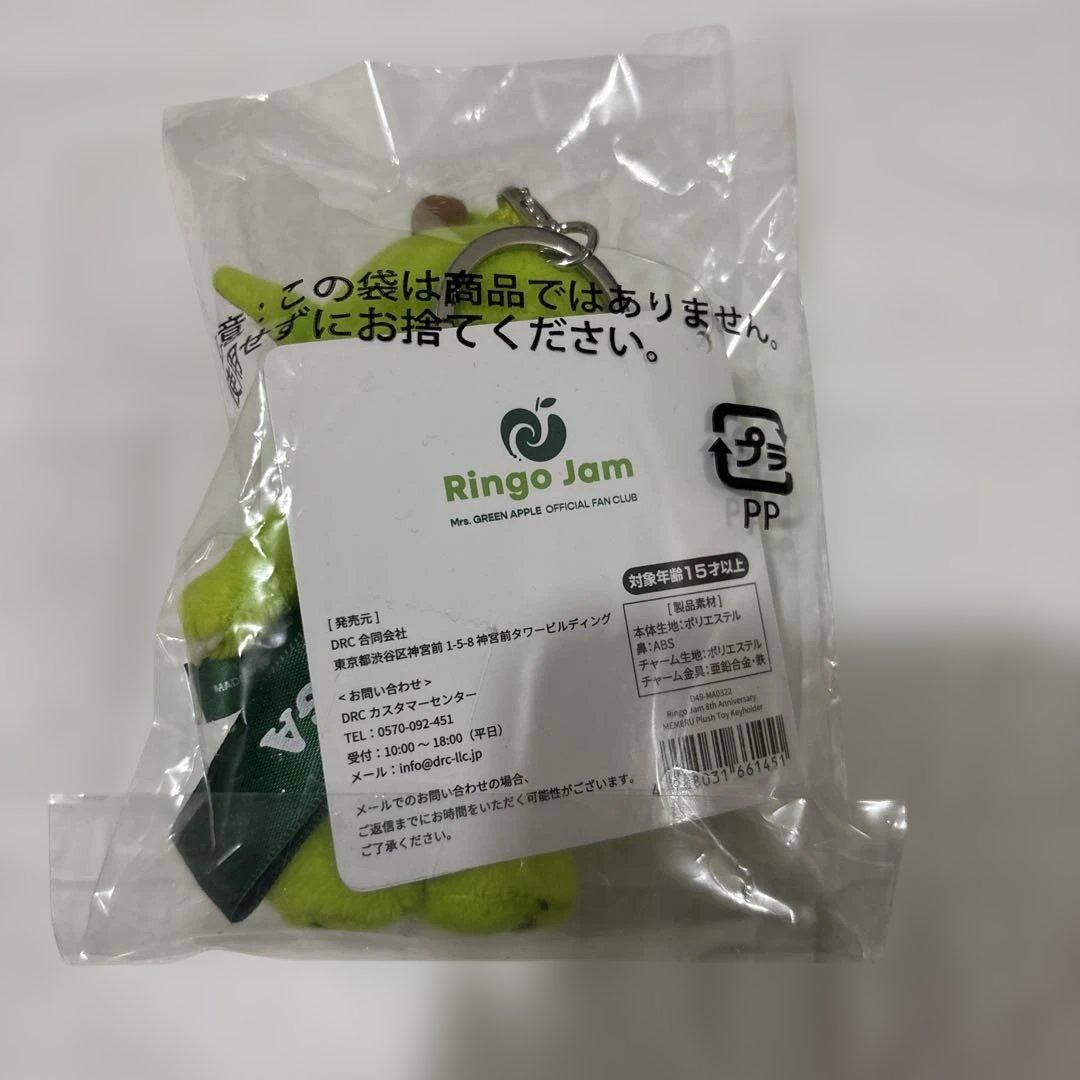 この袋は商品ではありません。
せずにお捨てください。
Ringo Jam
Mrs. GREEN APPLE OFFICIAL FAN CLUB
プラ
PP
対象年齢15才以上
[ 製品素材 ]
本体生地:ポリエステル
鼻:ABS
チャーム生地:ポリエステル
チャーム金具:亜鉛合金・鉄
D49-MA0322
Ringo Jam 8th Anniversary
MEMERU Plush Toy Keyholder
[ 発売元 ]
DRC 合同会社
東京都渋谷区神宮前 1-5-8 神宮前タワービルディング
<お問い合わせ>
DRC カスタマーセンター
TEL:0570-092-451
受付:10:00 ~ 18:00(平日)
メール:info@drc-llc.jp
メールでのお問い合わせの場合、
ご返信までにお時間をいただく可能性がございます。
ご了承ください。
MADE